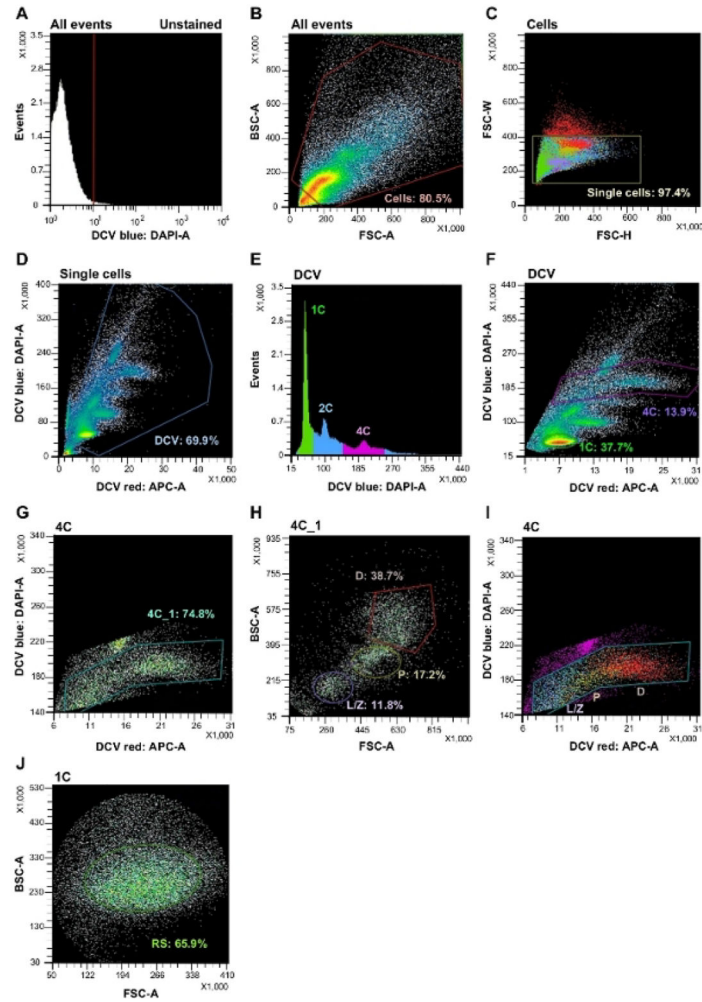 A
All events
Unstained
X1,000
3.5
2.8
2.1
1.4
0.7
0
Events
10⁰
10¹
10²
10³
10⁴
DCV blue: DAPI-A
B
All events
X1,000
1,000
800
600
400
200
0
BSC-A
Cells: 80.5%
200
400
600
800
1,000
FSC-A
X1,000
C
Cells
X1,000
1,000
800
600
400
200
0
FSC-W
Single cells: 97.4%
0
200
400
600
800
1,000
FSC-H
X1,000
D
Single cells
X1,000
400
320
240
160
80
0
DCV blue: DAPI-A
DCV: 69.9%
0
10
20
30
40
50
DCV red: APC-A
X1,000
E
DCV
X1,000
3.5
2.8
2.1
1.4
0.7
0
Events
1C
2C
4C
15
100
185
270
335
440
DCV blue: DAPI-A
X1,000
F
DCV
X1,000
440
355
270
185
100
15
DCV blue: DAPI-A
4C: 13.9%
1C: 37.7%
1
7
13
19
25
31
DCV red: APC-A
X1,000
G
4C
X1,000
340
300
260
220
180
140
DCV blue: DAPI-A
4C_1: 74.8%
6
11
16
21
26
31
DCV red: APC-A
X1,000
H
4C_1
X1,000
935
755
575
395
215
35
BSC-A
D: 38.7%
P: 17.2%
L/Z: 11.8%
75
260
445
630
815
FSC-A
X1,000
I
4C
X1,000
340
300
260
220
180
140
DCV blue: DAPI-A
L/Z
P
D
6
11
16
21
26
31
DCV red: APC-A
X1,000
J
1C
X1,000
530
430
330
230
130
30
BSC-A
RS: 65.9%
50
122
194
266
338
410
FSC-A
X1,000